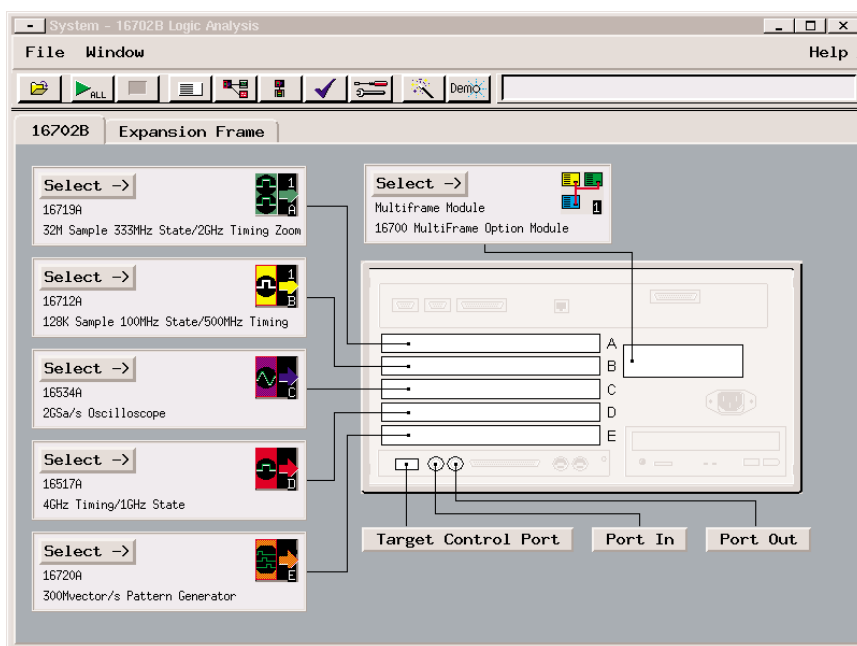 System - 16702B Logic Analysis
File Window Help
ALL Demo
16702B Expansion Frame
Select ->
1
A
16719A
32M Sample 333MHz State/2GHz Timing Zoom
Select ->
1
Multiframe Module
16700 MultiFrame Option Module
Select ->
1
B
16712A
128K Sample 100MHz State/500MHz Timing
Select ->
C
16534A
2GSa/s Oscilloscope
Select ->
D
16517A
4GHz Timing/1GHz State
Select ->
E
16720A
300Mvector/s Pattern Generator
A
B
C
D
E
Target Control Port Port In Port Out